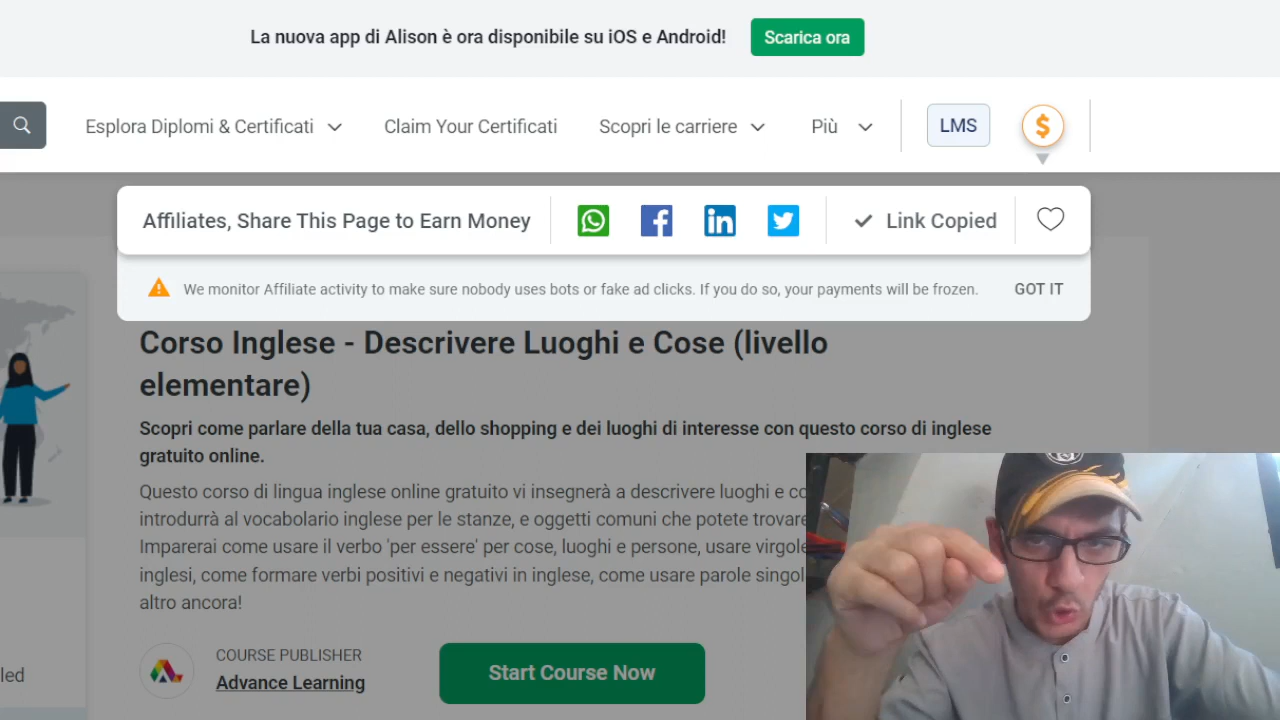 La nuova app di Alison è ora disponibile su iOS e Android!
Scarica ora
Esplora Diplomi & Certificati
Claim Your Certificati
Scopri le carriere
Più
LMS
$
Affiliates, Share This Page to Earn Money
Link Copied
We monitor Affiliate activity to make sure nobody uses bots or fake ad clicks. If you do so, your payments will be frozen.
GOT IT
Corso Inglese - Descrivere Luoghi e Cose (livello
elementare)
Scopri come parlare della tua casa, dello shopping e dei luoghi di interesse con questo corso di inglese
gratuito online.
Questo corso di lingua inglese online gratuito vi insegnerà a descrivere luoghi e
introdurrà al vocabolario inglese per le stanze, e oggetti comuni che potete trovare
Imparerai come usare il verbo 'per essere' per cose, luoghi e persone, usare virgole
inglesi, come formare verbi positivi e negativi in inglese, come usare parole
altro ancora!
COURSE PUBLISHER
Advance Learning
Start Course Now